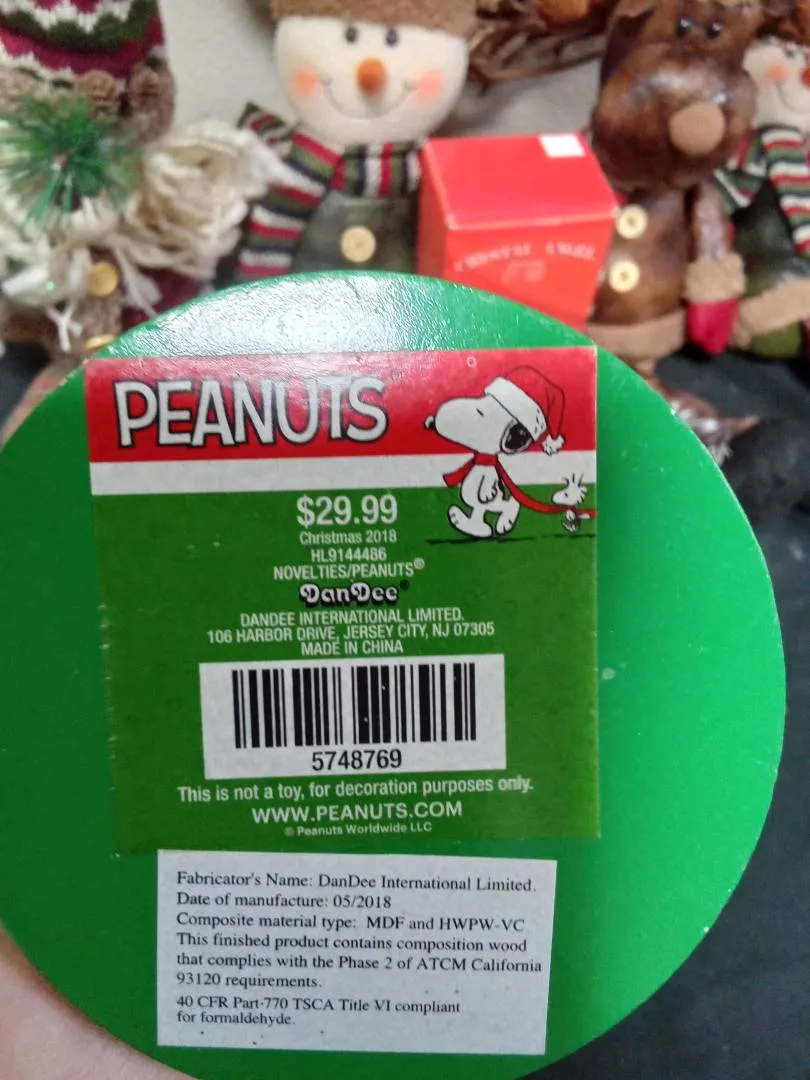 CRYSTAL ANGEL
PEANUTS
$29.99
Christmas 2018
HL9144486
NOVELTIES/PEANUTS®
DanDee®
DANDEE INTERNATIONAL LIMITED.
106 HARBOR DRIVE, JERSEY CITY, NJ 07305
MADE IN CHINA
5748769
This is not a toy, for decoration purposes only.
WWW.PEANUTS.COM
© Peanuts Worldwide LLC
Fabricator's Name: DanDee International Limited.
Date of manufacture: 05/2018
Composite material type: MDF and HWPW-VC
This finished product contains composition wood
that complies with the Phase 2 of ATCM California
93120 requirements.
40 CFR Part-770 TSCA Title VI compliant
for formaldehyde.